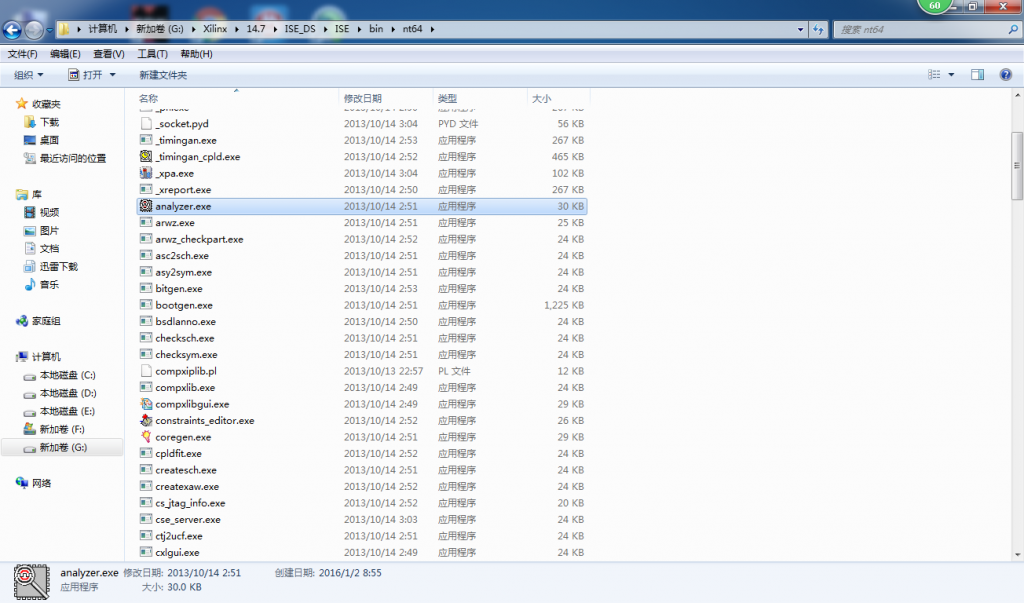 60
计算机 ▸ 新加卷 (G:) ▸ Xilinx ▸ 14.7 ▸ ISE_DS ▸ ISE ▸ bin ▸ nt64 ▸
搜索 nt64
文件(F) 编辑(E) 查看(V) 工具(T) 帮助(H)
组织 打开 新建文件夹
收藏夹
下载
桌面
最近访问的位置
库
视频
图片
文档
迅雷下载
音乐
家庭组
计算机
本地磁盘 (C:)
本地磁盘 (D:)
本地磁盘 (E:)
新加卷 (F:)
新加卷 (G:)
网络
名称 修改日期 类型 大小
_socket.pyd 2013/10/14 3:04 PYD 文件 56 KB
_timingan.exe 2013/10/14 2:53 应用程序 267 KB
_timingan_cpld.exe 2013/10/14 2:52 应用程序 465 KB
_xpa.exe 2013/10/14 3:04 应用程序 102 KB
_xreport.exe 2013/10/14 2:50 应用程序 267 KB
analyzer.exe 2013/10/14 2:51 应用程序 30 KB
arwz.exe 2013/10/14 2:51 应用程序 25 KB
arwz_checkpart.exe 2013/10/14 2:52 应用程序 24 KB
asc2sch.exe 2013/10/14 2:51 应用程序 24 KB
asy2sym.exe 2013/10/14 2:51 应用程序 24 KB
bitgen.exe 2013/10/14 2:53 应用程序 24 KB
bootgen.exe 2013/10/14 2:51 应用程序 1,225 KB
bsdlanno.exe 2013/10/14 2:50 应用程序 24 KB
checksch.exe 2013/10/14 2:51 应用程序 24 KB
checksym.exe 2013/10/14 2:51 应用程序 24 KB
compxiplib.pl 2013/10/13 22:57 PL 文件 12 KB
compxlib.exe 2013/10/14 2:49 应用程序 24 KB
compxlibgui.exe 2013/10/14 2:49 应用程序 29 KB
constraints_editor.exe 2013/10/14 2:52 应用程序 26 KB
coregen.exe 2013/10/14 2:51 应用程序 29 KB
cpldfit.exe 2013/10/14 2:52 应用程序 24 KB
createsch.exe 2013/10/14 2:51 应用程序 24 KB
createxaw.exe 2013/10/14 2:52 应用程序 24 KB
cs_jtag_info.exe 2013/10/14 2:52 应用程序 20 KB
cse_server.exe 2013/10/14 3:03 应用程序 24 KB
ctj2ucf.exe 2013/10/14 2:52 应用程序 24 KB
cxlgui.exe 2013/10/14 2:49 应用程序 24 KB
analyzer.exe 修改日期: 2013/10/14 2:51 创建日期: 2016/1/2 8:55
应用程序 大小: 30.0 KB